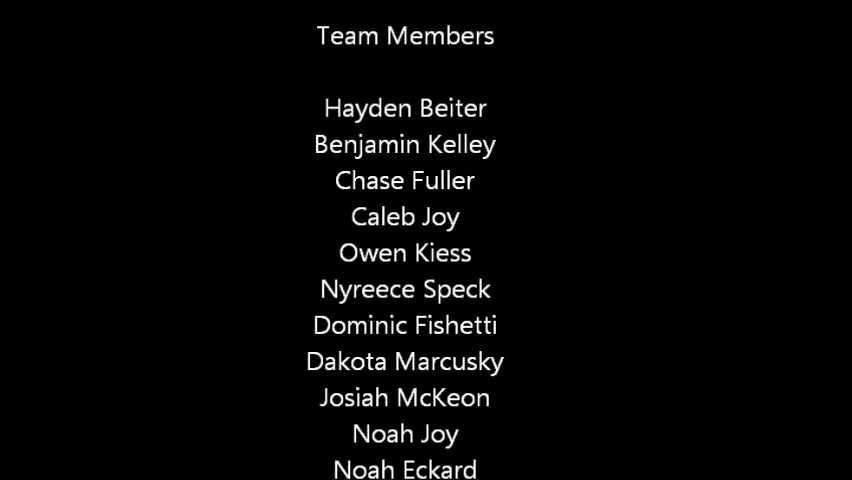 Team Members
Hayden Beiter
Benjamin Kelley
Chase Fuller
Caleb Joy
Owen Kiess
Nyreece Speck
Dominic Fishetti
Dakota Marcusky
Josiah McKeon
Noah Joy
Noah Eckard